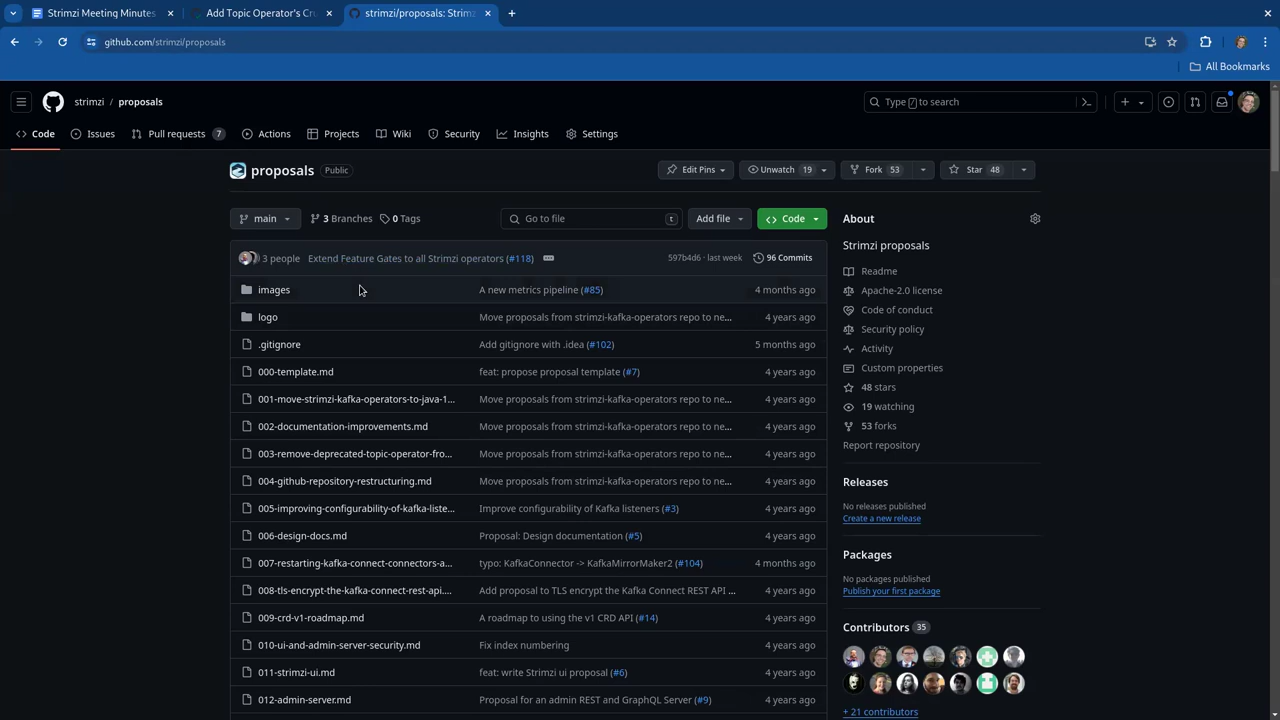 Strimzi Meeting Minutes
Add Topic Operator's Cru
strimzi/proposals: Strimz
github.com/strimzi/proposals
All Bookmarks
strimzi / proposals
Type / to search
Code
Issues
Pull requests 7
Actions
Projects
Wiki
Security
Insights
Settings
proposals Public
Edit Pins
Unwatch 19
Fork 53
Star 48
main
3 Branches
0 Tags
Go to file t
Add file
Code
3 people Extend Feature Gates to all Strimzi operators (#118) 597b4d6 · last week 96 Commits
images A new metrics pipeline (#85) 4 months ago
logo Move proposals from strimzi-kafka-operators repo to ne... 4 years ago
.gitignore Add gitignore with .idea (#102) 5 months ago
000-template.md feat: propose proposal template (#7) 4 years ago
001-move-strimzi-kafka-operators-to-java-1... Move proposals from strimzi-kafka-operators repo to ne... 4 years ago
002-documentation-improvements.md Move proposals from strimzi-kafka-operators repo to ne... 4 years ago
003-remove-deprecated-topic-operator-fro... Move proposals from strimzi-kafka-operators repo to ne... 4 years ago
004-github-repository-restructuring.md Move proposals from strimzi-kafka-operators repo to ne... 4 years ago
005-improving-configurability-of-kafka-liste... Improve configurability of Kafka listeners (#3) 4 years ago
006-design-docs.md Proposal: Design documentation (#5) 4 years ago
007-restarting-kafka-connect-connectors-a... typo: KafkaConnector -> KafkaMirrorMaker2 (#104) 4 months ago
008-tls-encrypt-the-kafka-connect-rest-api.... Add proposal to TLS encrypt the Kafka Connect REST API ... 4 years ago
009-crd-v1-roadmap.md A roadmap to using the v1 CRD API (#14) 4 years ago
010-ui-and-admin-server-security.md Fix index numbering 4 years ago
011-strimzi-ui.md feat: write Strimzi ui proposal (#6) 4 years ago
012-admin-server.md Proposal for an admin REST and GraphQL Server (#9) 4 years ago
About
Strimzi proposals
Readme
Apache-2.0 license
Code of conduct
Security policy
Activity
Custom properties
48 stars
19 watching
53 forks
Report repository
Releases
No releases published
Create a new release
Packages
No packages published
Publish your first package
Contributors 35
+ 21 contributors